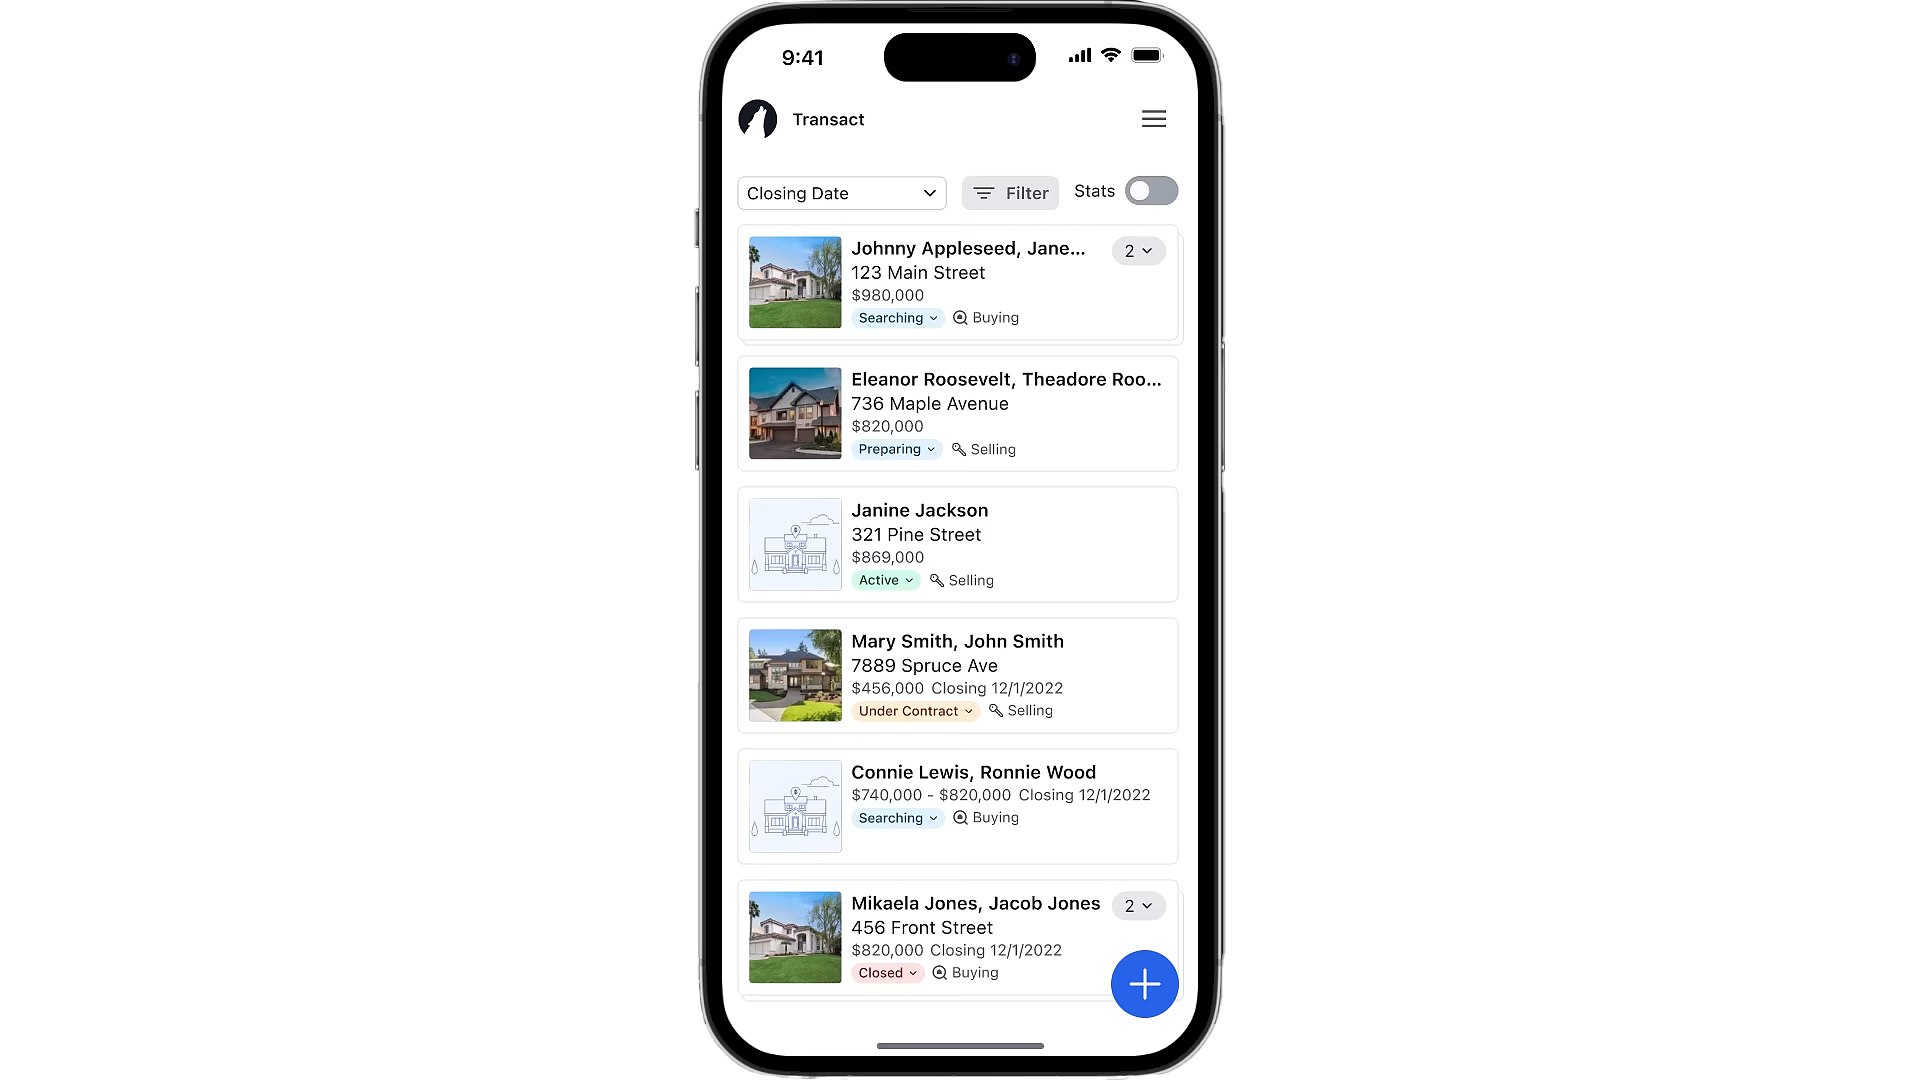 9:41
Transact
Closing Date
Filter
Stats
Johnny Appleseed, Jane...
2
123 Main Street
$980,000
Searching
Buying
Eleanor Roosevelt, Theadore Roo...
736 Maple Avenue
$820,000
Preparing
Selling
Janine Jackson
321 Pine Street
$869,000
Active
Selling
Mary Smith, John Smith
7889 Spruce Ave
$456,000 Closing 12/1/2022
Under Contract
Selling
Connie Lewis, Ronnie Wood
$740,000 - $820,000 Closing 12/1/2022
Searching
Buying
Mikaela Jones, Jacob Jones
2
456 Front Street
$820,000 Closing 12/1/2022
Closed
Buying